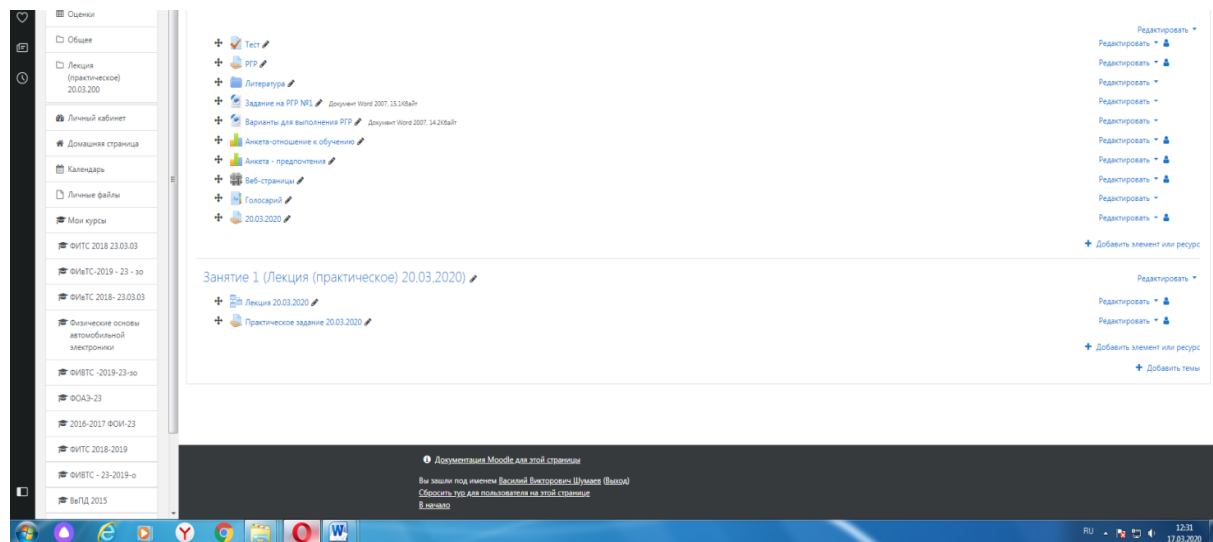 Оценки
Общее
Лекция
(практическое)
20.03.200
Личный кабинет
Домашняя страница
Календарь
Личные файлы
Мои курсы
ФИТС 2018 23.03.03
ФИвТС-2019 - 23 - зо
ФИвТС 2018- 23.03.03
Физические основы
автомобильной
электроники
ФИВТС -2019-23-зо
ФОАЭ-23
2016-2017 ФОИ-23
ФИТС 2018-2019
ФИВТС - 23-2019-о
ВвПД 2015
Редактировать
Тест Редактировать
РГР Редактировать
Литература Редактировать
Задание на РГР №1 Документ Word 2007, 15.1Кбайт Редактировать
Варианты для выполнения РГР Документ Word 2007, 14.2Кбайт Редактировать
Анкета-отношение к обучению Редактировать
Анкета - предпочтения Редактировать
Веб-страницы Редактировать
Голосарий Редактировать
20.03.2020 Редактировать
Добавить элемент или ресурс
Занятие 1 (Лекция (практическое) 20.03.2020) Редактировать
Лекция 20.03.2020 Редактировать
Практическое задание 20.03.2020 Редактировать
Добавить элемент или ресурс
Добавить темы
Документация Moodle для этой страницы
Вы зашли под именем Василий Викторович Шумаев (Выход)
Сбросить тур для пользователя на этой странице
В начало
RU 12:31
17.03.2020